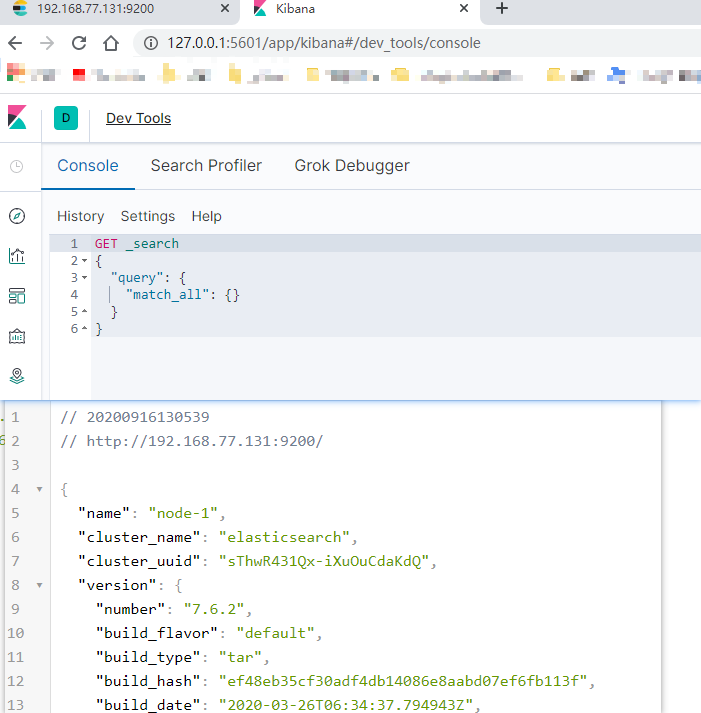 192.168.77.131:9200
Kibana
127.0.0.1:5601/app/kibana#/dev_tools/console
D Dev Tools
Console Search Profiler Grok Debugger
History Settings Help
1 GET _search
2 {
3 "query": {
4 "match_all": {}
5 }
6 }
1 // 20200916130539
2 // http://192.168.77.131:9200/
3
4 {
5 "name": "node-1",
6 "cluster_name": "elasticsearch",
7 "cluster_uuid": "sThwR431Qx-iXuOuCdaKdQ",
8 "version": {
9 "number": "7.6.2",
10 "build_flavor": "default",
11 "build_type": "tar",
12 "build_hash": "ef48eb35cf30adf4db14086e8aabd07ef6fb113f",
13 "build_date": "2020-03-26T06:34:37.794943Z",